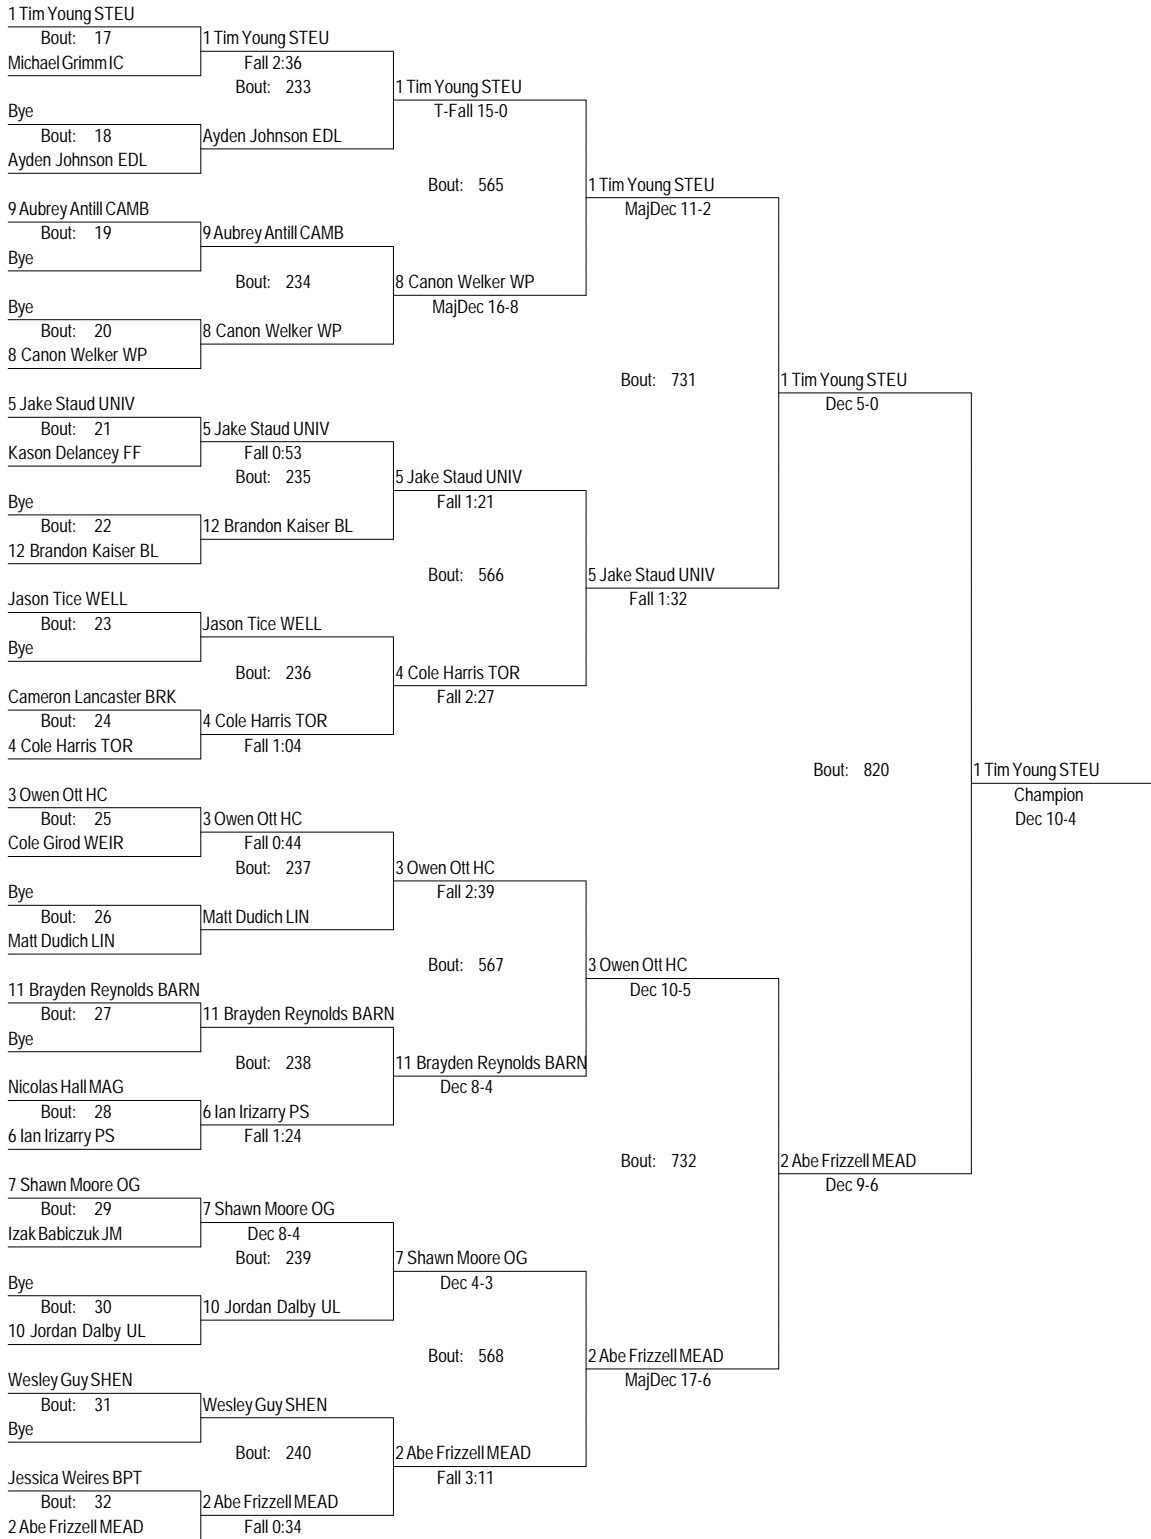 1 Tim Young STEU
Bout: 17
Michael Grimm IC
Bye
Bout: 18
Ayden Johnson EDL
9 Aubrey Antill CAMB
Bout: 19
Bye
Bye
Bout: 20
8 Canon Welker WP
5 Jake Staud UNIV
Bout: 21
Kason Delancey FF
Bye
Bout: 22
12 Brandon Kaiser BL
Jason Tice WELL
Bout: 23
Bye
Cameron Lancaster BRK
Bout: 24
4 Cole Harris TOR
3 Owen Ott HC
Bout: 25
Cole Girod WEIR
Bye
Bout: 26
Matt Dudich LIN
11 Brayden Reynolds BARN
Bout: 27
Bye
Nicolas Hall MAG
Bout: 28
6 Ian Irizarry PS
7 Shawn Moore OG
Bout: 29
Izak Babiczuk JM
Bye
Bout: 30
10 Jordan Dalby UL
Wesley Guy SHEN
Bout: 31
Bye
Jessica Weires BPT
Bout: 32
2 Abe Frizzell MEAD
1 Tim Young STEU
Fall 2:36
Bout: 233
Ayden Johnson EDL
9 Aubrey Antill CAMB
Bout: 234
8 Canon Welker WP
5 Jake Staud UNIV
Fall 0:53
Bout: 235
12 Brandon Kaiser BL
Jason Tice WELL
Bout: 236
4 Cole Harris TOR
Fall 1:04
3 Owen Ott HC
Fall 0:44
Bout: 237
Matt Dudich LIN
11 Brayden Reynolds BARN
Bout: 238
6 Ian Irizarry PS
Fall 1:24
7 Shawn Moore OG
Dec 8-4
Bout: 239
10 Jordan Dalby UL
Wesley Guy SHEN
Bout: 240
2 Abe Frizzell MEAD
Fall 0:34
1 Tim Young STEU
T-Fall 15-0
Bout: 565
8 Canon Welker WP
MajDec 16-8
5 Jake Staud UNIV
Fall 1:21
Bout: 566
4 Cole Harris TOR
Fall 2:27
3 Owen Ott HC
Fall 2:39
Bout: 567
11 Brayden Reynolds BARN
Dec 8-4
7 Shawn Moore OG
Dec 4-3
Bout: 568
2 Abe Frizzell MEAD
Fall 3:11
1 Tim Young STEU
MajDec 11-2
Bout: 731
5 Jake Staud UNIV
Fall 1:32
3 Owen Ott HC
Dec 10-5
Bout: 732
2 Abe Frizzell MEAD
MajDec 17-6
1 Tim Young STEU
Dec 5-0
Bout: 820
2 Abe Frizzell MEAD
Dec 9-6
1 Tim Young STEU
Champion
Dec 10-4